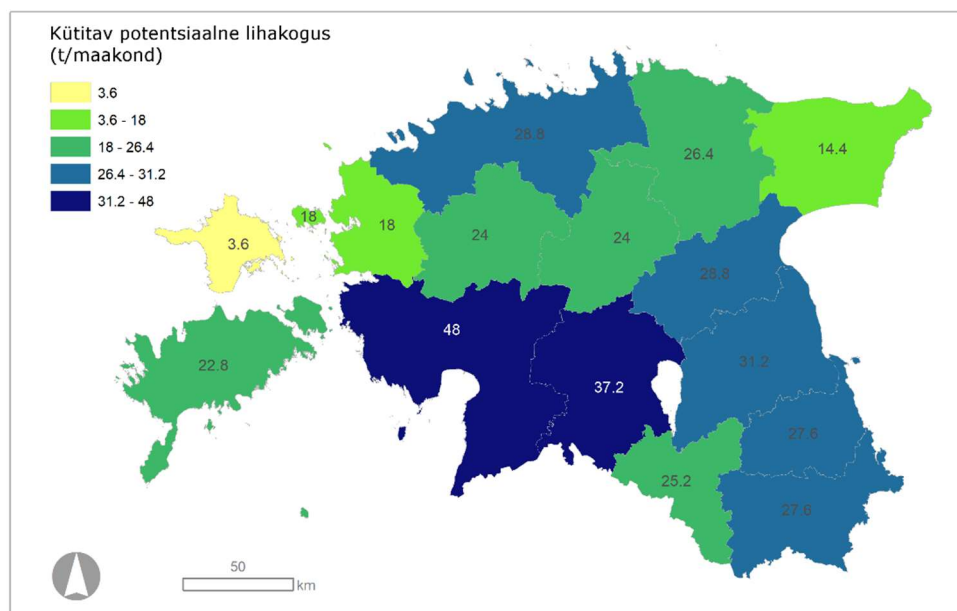 Kütitav potentsiaalne lihakogus
(t/maakond)
3.6
3.6 - 18
18 - 26.4
26.4 - 31.2
31.2 - 48
28.8
26.4
14.4
18
18
24
24
3.6
28.8
48
22.8
37.2
31.2
27.6
25.2
27.6
50
km